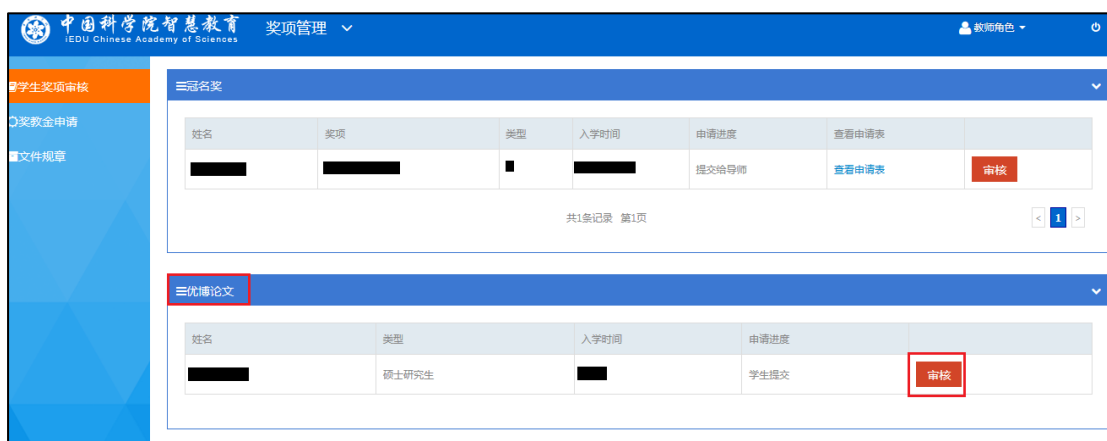 中国科学院智慧教育 奖项管理 教师角色
iEDU Chinese Academy of Sciences
学生奖项审核
奖教金申请
文件规章
冠名奖
姓名 奖项 类型 入学时间 申请进度 查看申请表
提交给导师 查看申请表 审核
共1条记录 第1页 < 1 >
优博论文
姓名 类型 入学时间 申请进度
硕士研究生 学生提交 审核